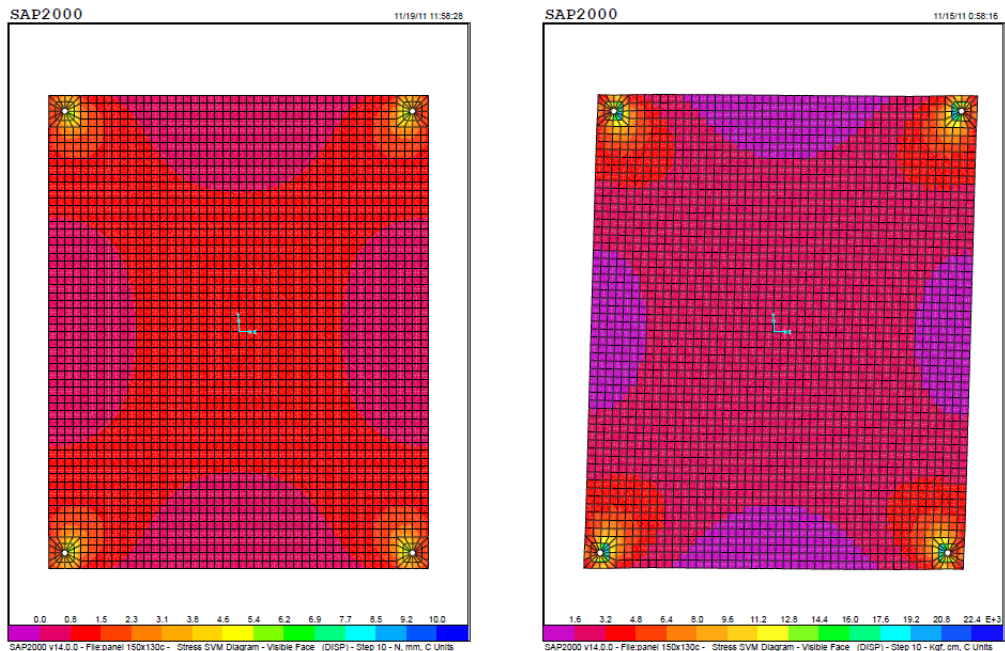 SAP2000
11/19/11 11:58:28
0.0 0.8 1.5 2.3 3.1 3.8 4.6 5.4 6.2 6.9 7.7 8.5 9.2 10.0
SAP2000 v14.0.0 - File:panel 150x130c - Stress SVM Diagram - Visible Face (DISP) - Step 10 - N, mm, C Units
SAP2000
11/15/11 0:58:16
1.6 3.2 4.8 6.4 8.0 9.6 11.2 12.8 14.4 16.0 17.6 19.2 20.8 22.4 E+3
SAP2000 v14.0.0 - File:panel 150x130c - Stress SVM Diagram - Visible Face (DISP) - Step 10 - Kgf, cm, C Units